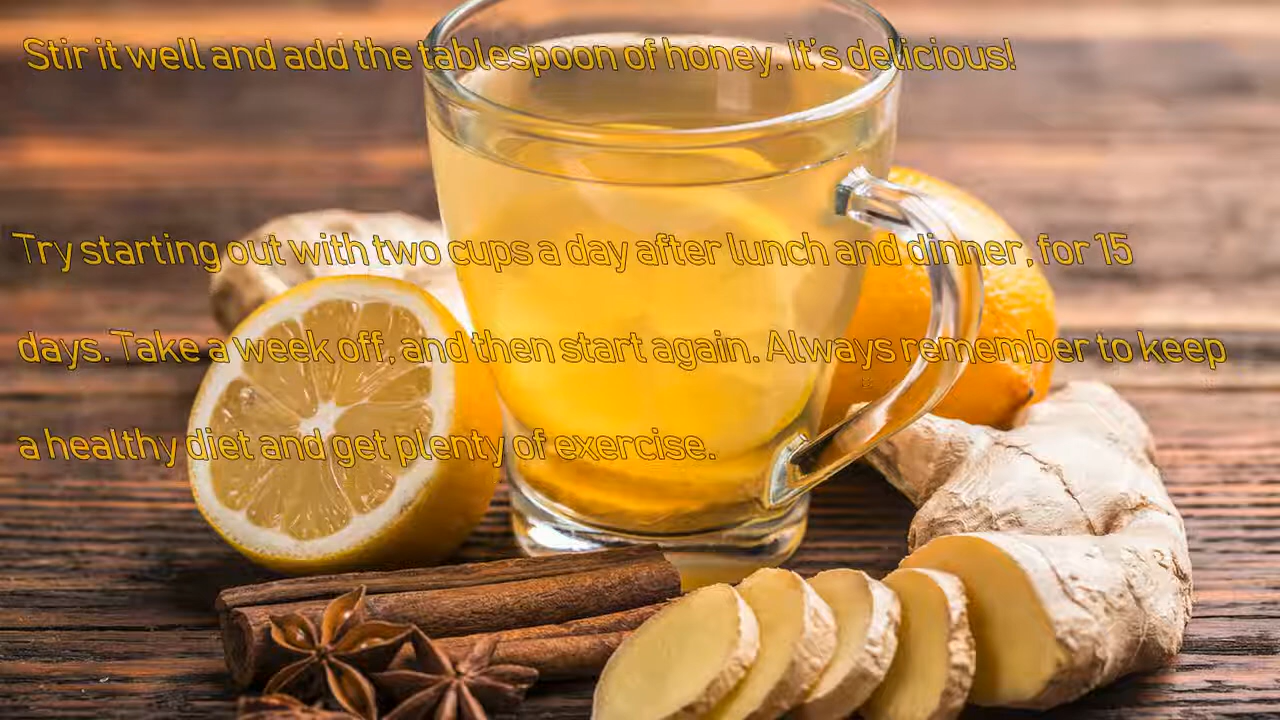 Stir it well and add the tablespoon of honey. It's delicious!
Try starting out with two cups a day after lunch and dinner, for 15
days. Take a week off, and then start again. Always remember to keep
a healthy diet and get plenty of exercise.